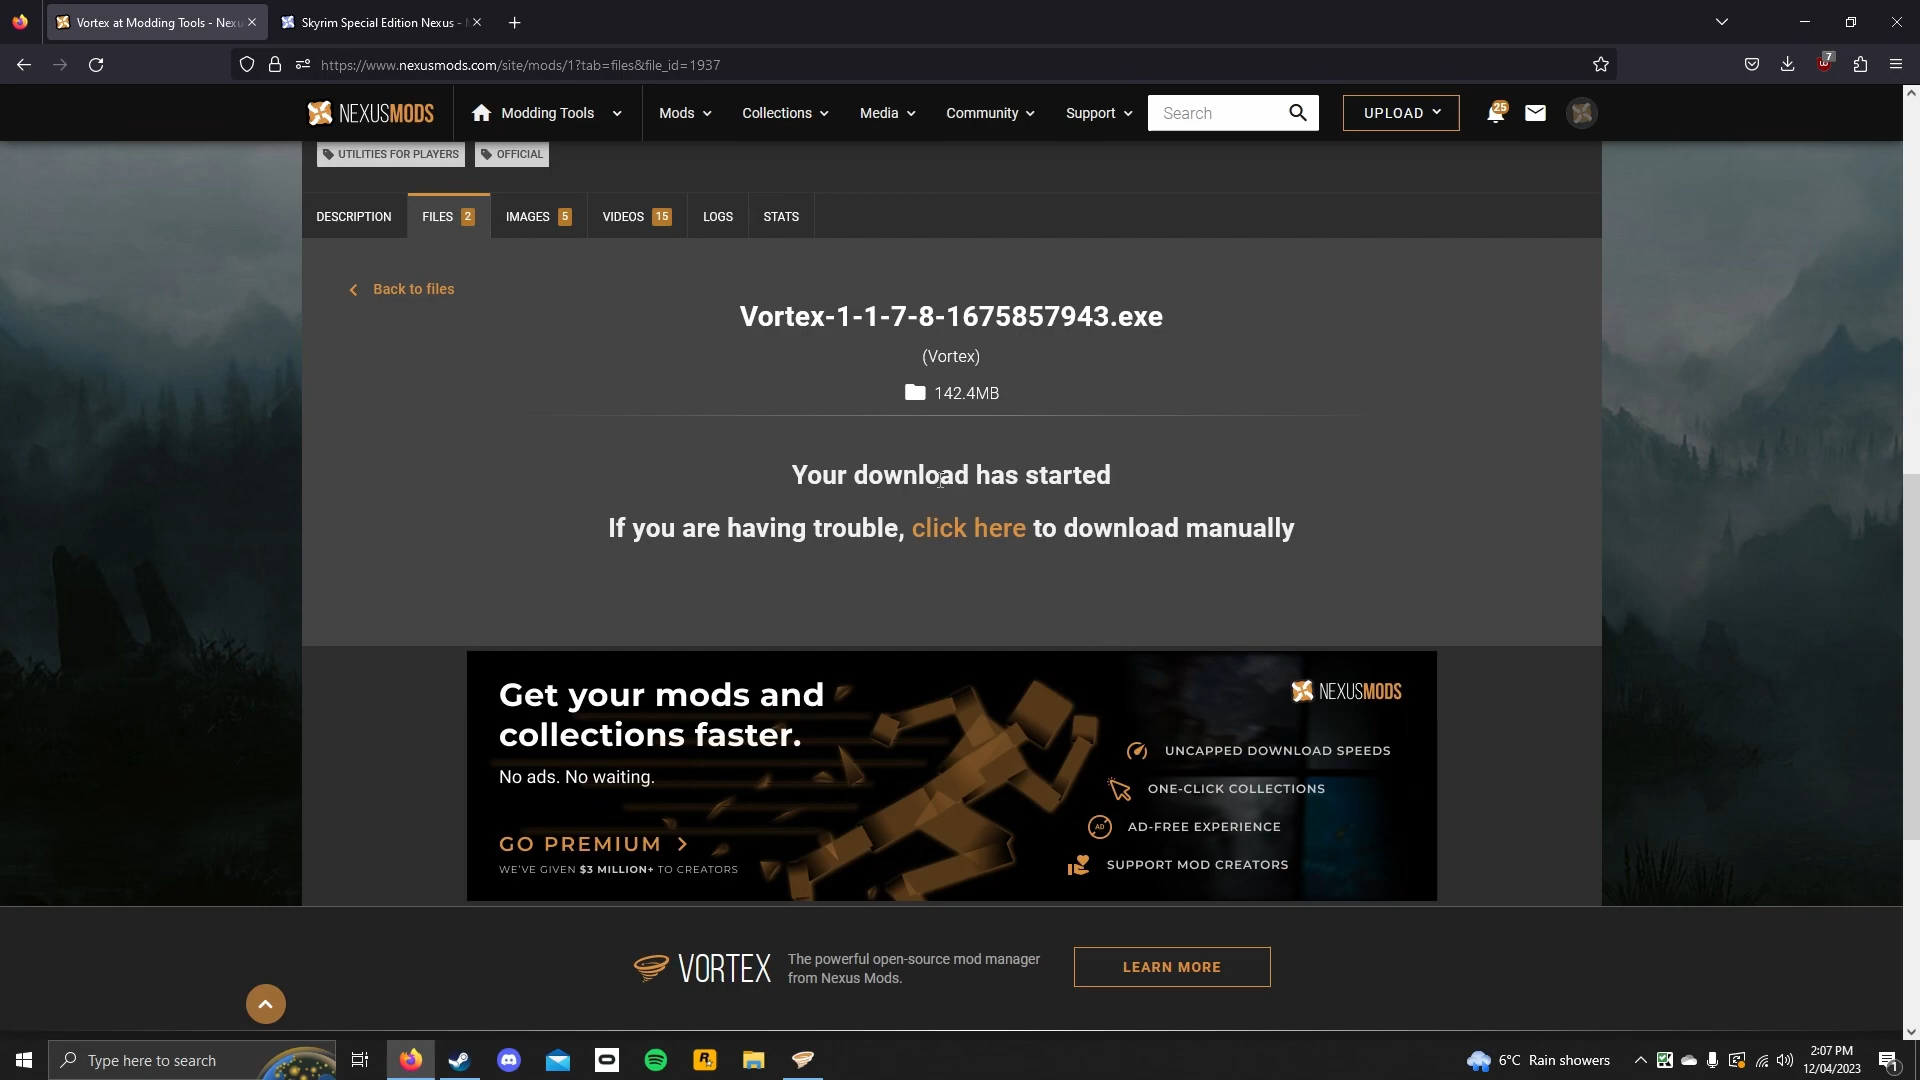 Vortex at Modding Tools - Nexu
Skyrim Special Edition Nexus - 
https://www.nexusmods.com/site/mods/1?tab=files&file_id=1937
7
NEXUSMODS
Modding Tools
Mods
Collections
Media
Community
Support
Search
UPLOAD
25
UTILITIES FOR PLAYERS
OFFICIAL
DESCRIPTION
FILES 2
IMAGES 5
VIDEOS 15
LOGS
STATS
Back to files
Vortex-1-1-7-8-1675857943.exe
(Vortex)
142.4MB
Your download has started
If you are having trouble, click here to download manually
Get your mods and
collections faster.
No ads. No waiting.
GO PREMIUM
WE'VE GIVEN $3 MILLION+ TO CREATORS
NEXUSMODS
UNCAPPED DOWNLOAD SPEEDS
ONE-CLICK COLLECTIONS
AD
AD-FREE EXPERIENCE
SUPPORT MOD CREATORS
VORTEX
The powerful open-source mod manager
from Nexus Mods.
LEARN MORE
Type here to search
6°C Rain showers
2:07 PM
12/04/2023
1